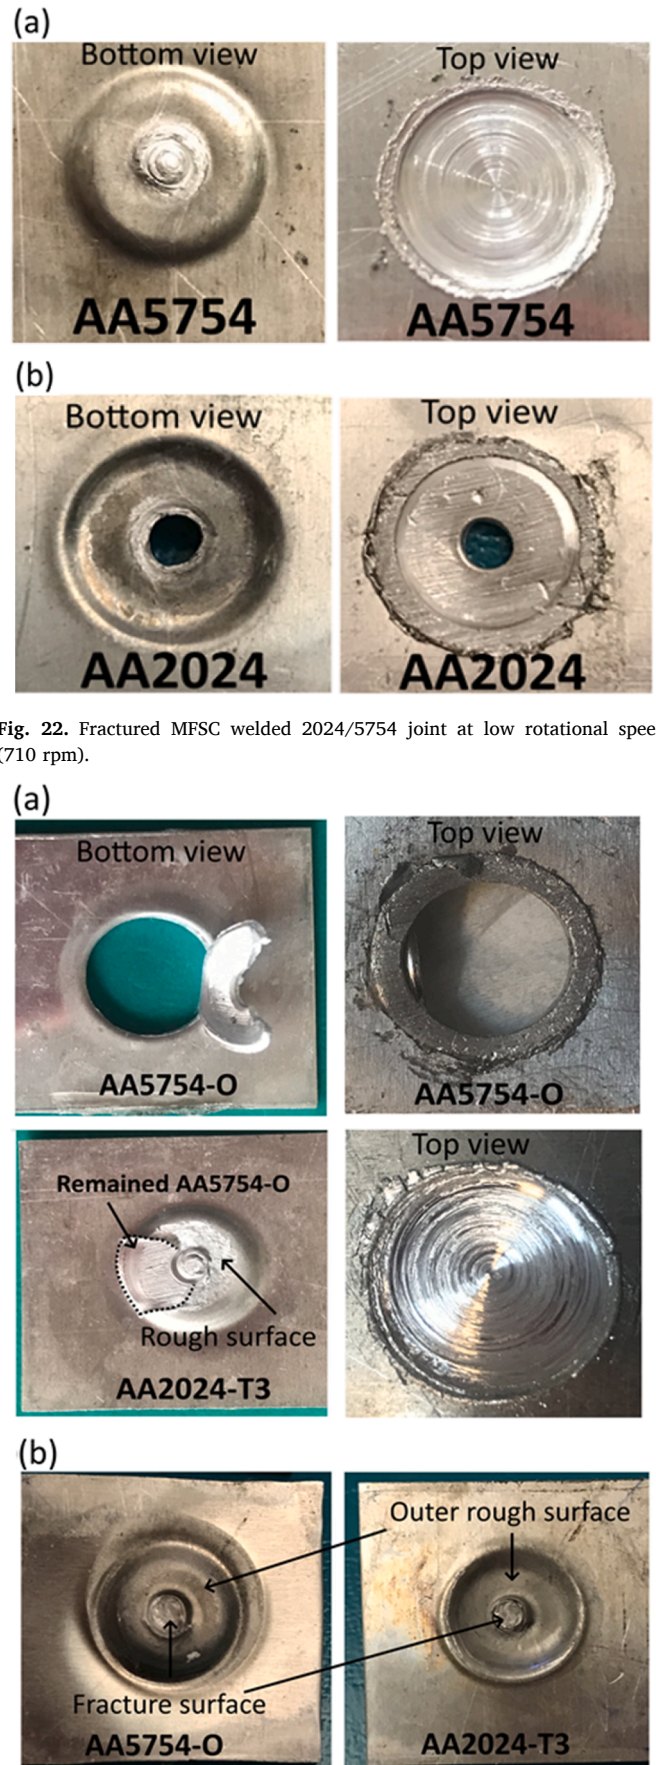 (a)
Bottom view
Top view
AA5754
AA5754
(b)
Bottom view
Top view
AA2024
AA2024
Fig. 22. Fractured MFSC welded 2024/5754 joint at low rotational spee
(710 rpm).
(a)
Bottom view
Top view
AA5754-O
AA5754-O
Top view
Remained AA5754-O
Rough surface
AA2024-T3
(b)
Outer rough surface
Fracture surface
AA5754-O
AA2024-T3